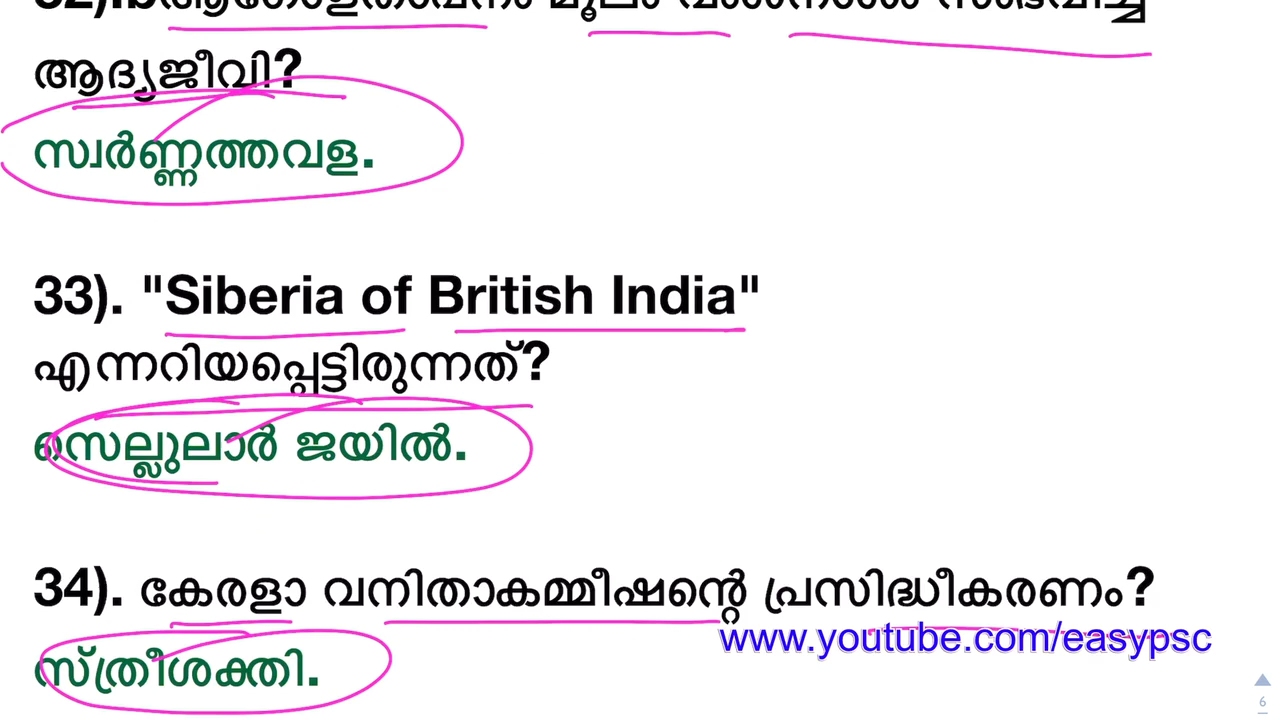 ആദ്യജീവി?
സ്വർണ്ണത്തവള.
33). "Siberia of British India"
എന്നറിയപ്പെട്ടിരുന്നത്?
സെല്ലുലാർ ജയിൽ.
34). കേരളാ വനിതാകമ്മീഷന്റെ പ്രസിദ്ധീകരണം?
www.youtube.com/easypsc
സ്ത്രീശക്തി.
6